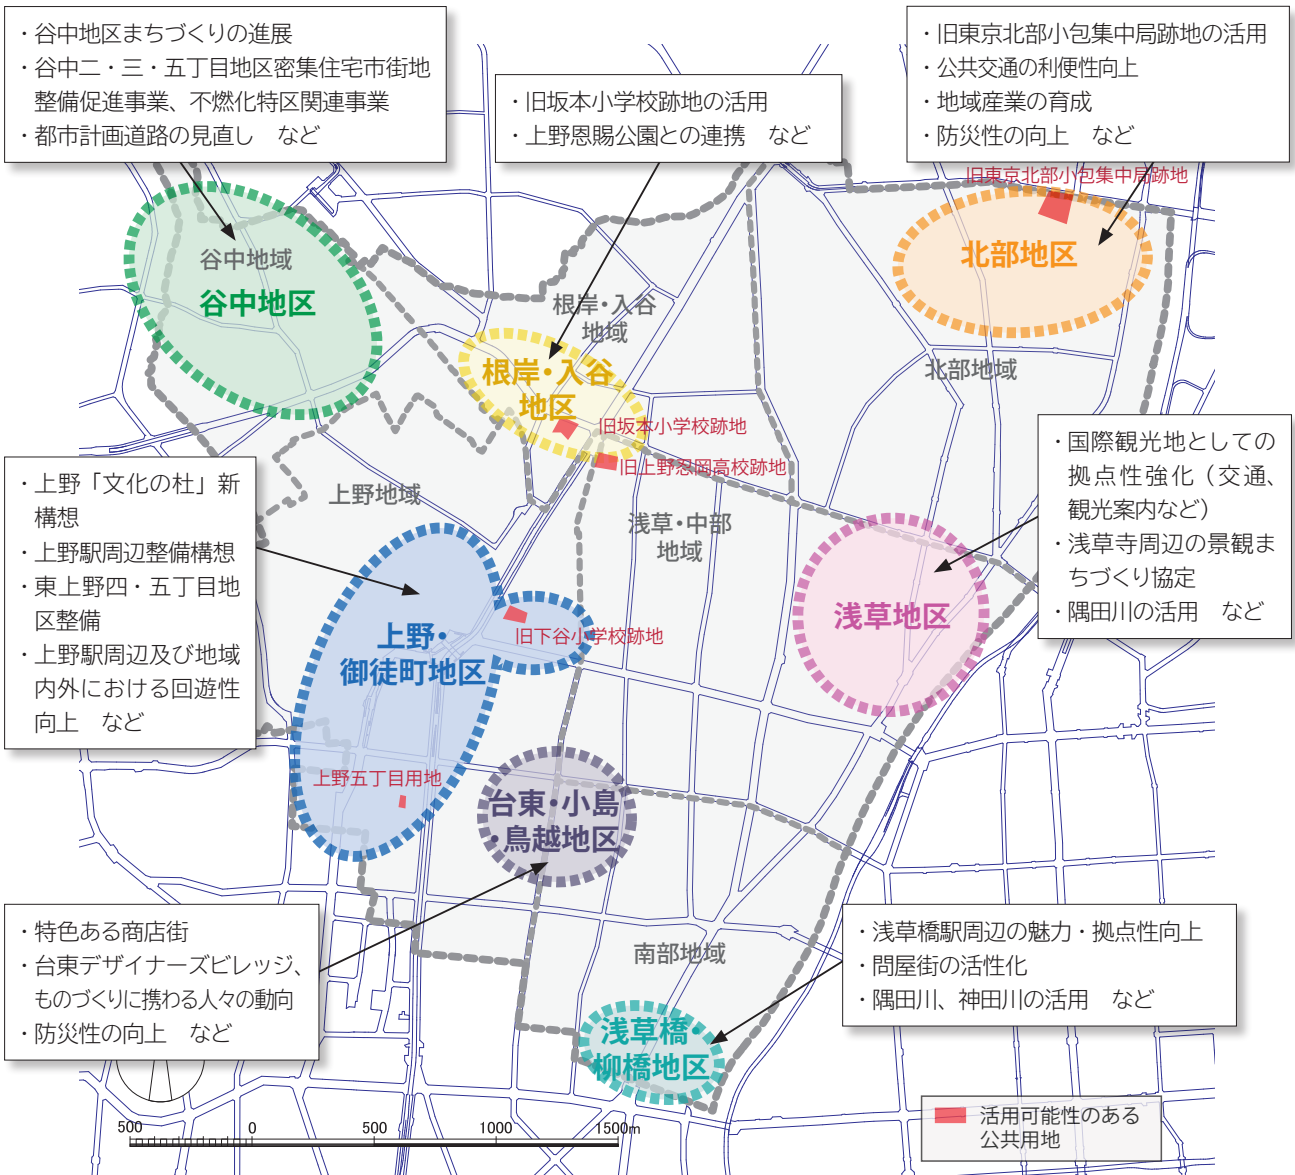 ・谷中地区まちづくりの進展
・谷中二・三・五丁目地区密集住宅市街地
整備促進事業、不燃化特区関連事業
・都市計画道路の見直し　など
・旧坂本小学校跡地の活用
・上野恩賜公園との連携　など
・旧東京北部小包集中局跡地の活用
・公共交通の利便性向上
・地域産業の育成
・防災性の向上　など
旧東京北部小包集中局跡地
谷中地域
谷中地区
北部地区
根岸・入谷
地域
根岸・入谷
地区
北部地域
旧坂本小学校跡地
旧上野忍岡高校跡地
上野地域
浅草・中部
地域
・国際観光地としての
拠点性強化（交通、
観光案内など）
・浅草寺周辺の景観ま
ちづくり協定
・隅田川の活用　など
・上野「文化の杜」新
構想
・上野駅周辺整備構想
・東上野四・五丁目地
区整備
・上野駅周辺及び地域
内外における回遊性
向上　など
浅草地区
旧下谷小学校跡地
上野・
御徒町地区
上野五丁目用地
台東・小島
・鳥越地区
・特色ある商店街
・台東デザイナーズビレッジ、
ものづくりに携わる人々の動向
・防災性の向上　など
南部地域
・浅草橋駅周辺の魅力・拠点性向上
・問屋街の活性化
・隅田川、神田川の活用　など
浅草橋・
柳橋地区
活用可能性のある
公共用地
500 0 500 1000 1500m